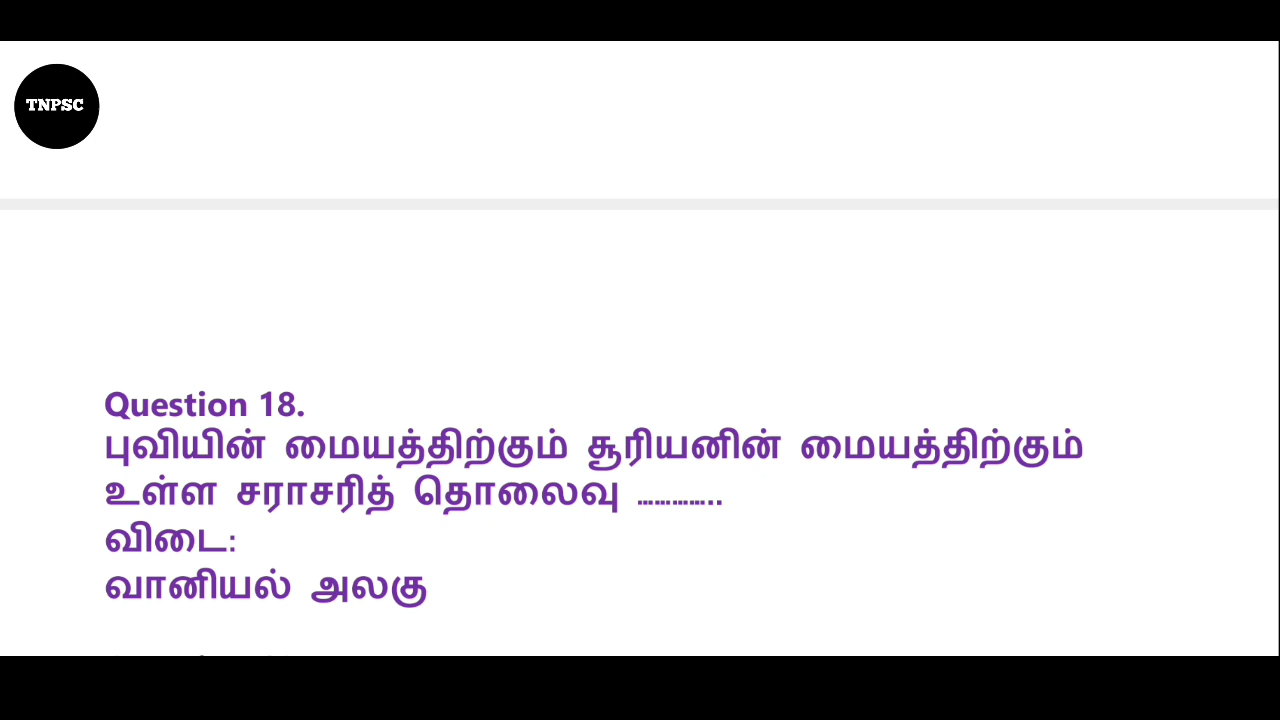 TNPSC
Question 18.
புவியின் மையத்திற்கும் சூரியனின் மையத்திற்கும்
உள்ள சராசரித் தொலைவு …………..
விடை:
வானியல் அலகு